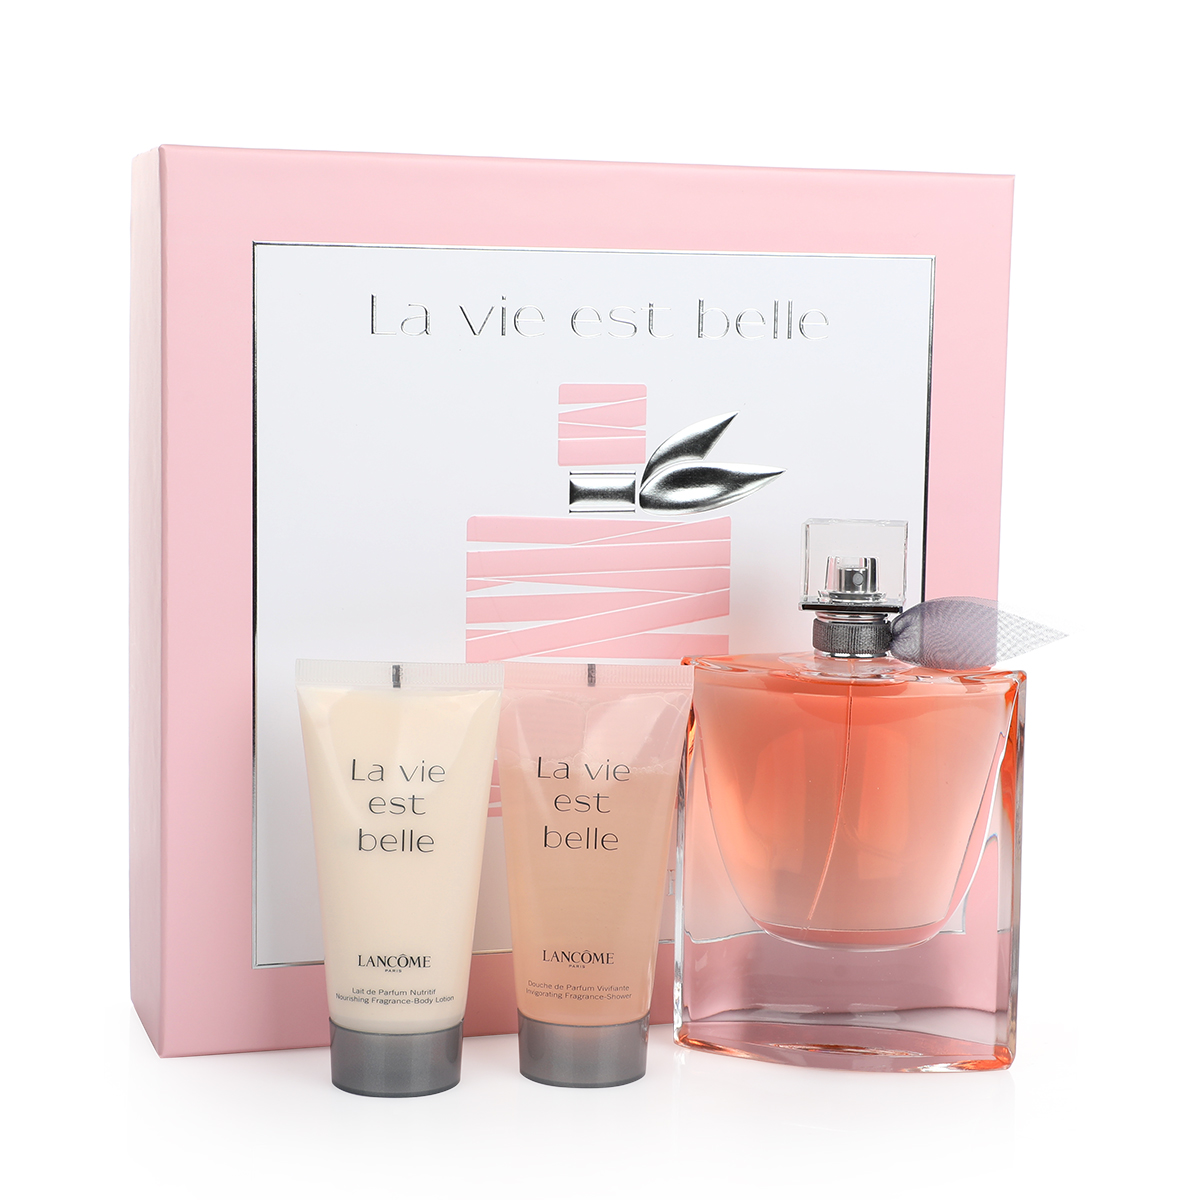 La vie est belle
La vie
est
belle
LANCÔME
PARIS
Lait de Parfum Nutritif
Nourishing Fragrance-Body Lotion
La vie
est
belle
LANCÔME
PARIS
Douche de Parfum Vivifiante
Invigorating Fragrance-Shower